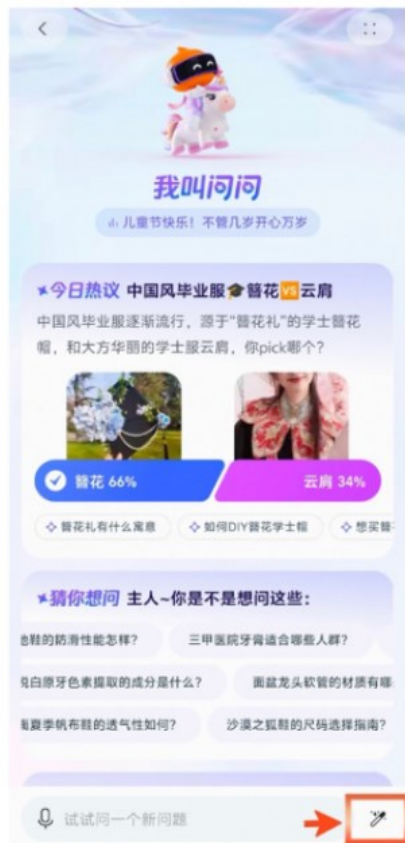 我叫问问
儿童节快乐！不管几岁开心万岁
今日热议 中国风毕业服🎓簪花🆚云肩
中国风毕业服逐渐流行，源于“簪花礼”的学士簪花
帽，和大方华丽的学士服云肩，你pick哪个？
簪花 66%
云肩 34%
簪花礼有什么寓意
如何DIY簪花学士帽
想买簪
猜你想问 主人~你是不是想问这些：
鞋的防滑性能怎样？
三甲医院牙膏适合哪些人群？
白原牙色素提取的成分是什么？
面盆龙头软管的材质有哪
夏季帆布鞋的透气性如何？
沙漠之狐鞋的尺码选择指南？
试试问一个新问题